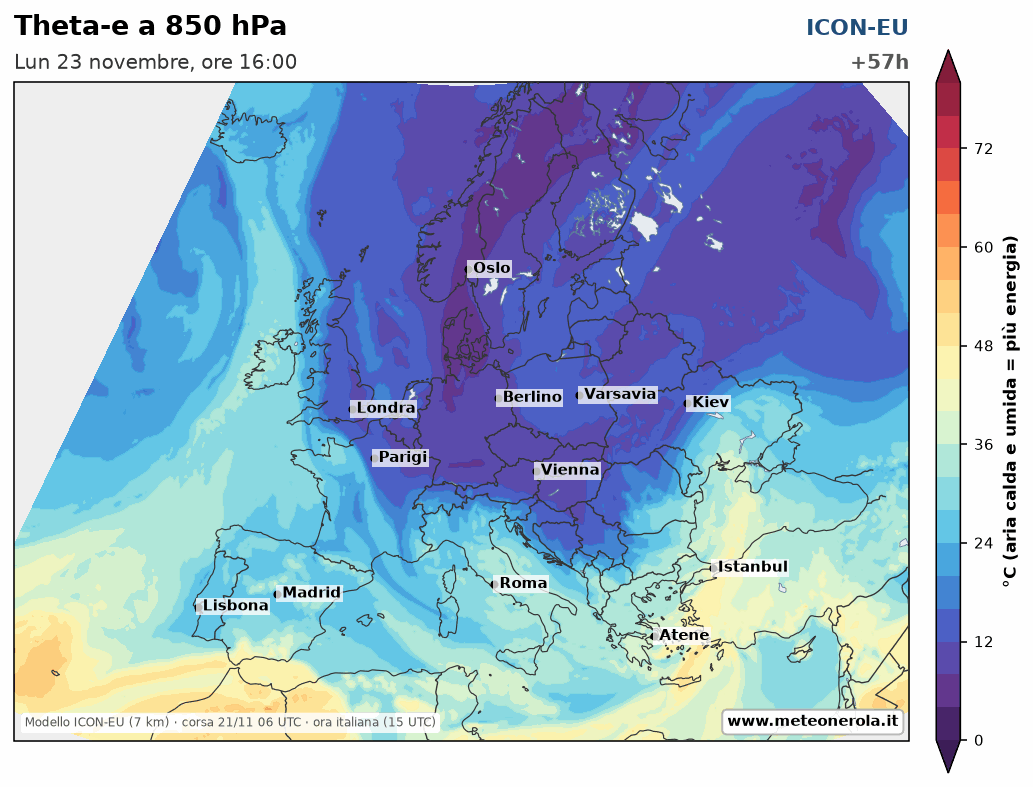 Theta-e a 850 hPa
ICON-EU
Lun 23 novembre, ore 16:00
+57h
72
60
48
36
24
12
0
°C (aria calda e umida = più energia)
Oslo
Londra
Berlino
Varsavia
Kiev
Parigi
Vienna
Istanbul
Roma
Madrid
Lisbona
Atene
Modello ICON-EU (7 km) · corsa 21/11 06 UTC · ora italiana (15 UTC)
www.meteonerola.it